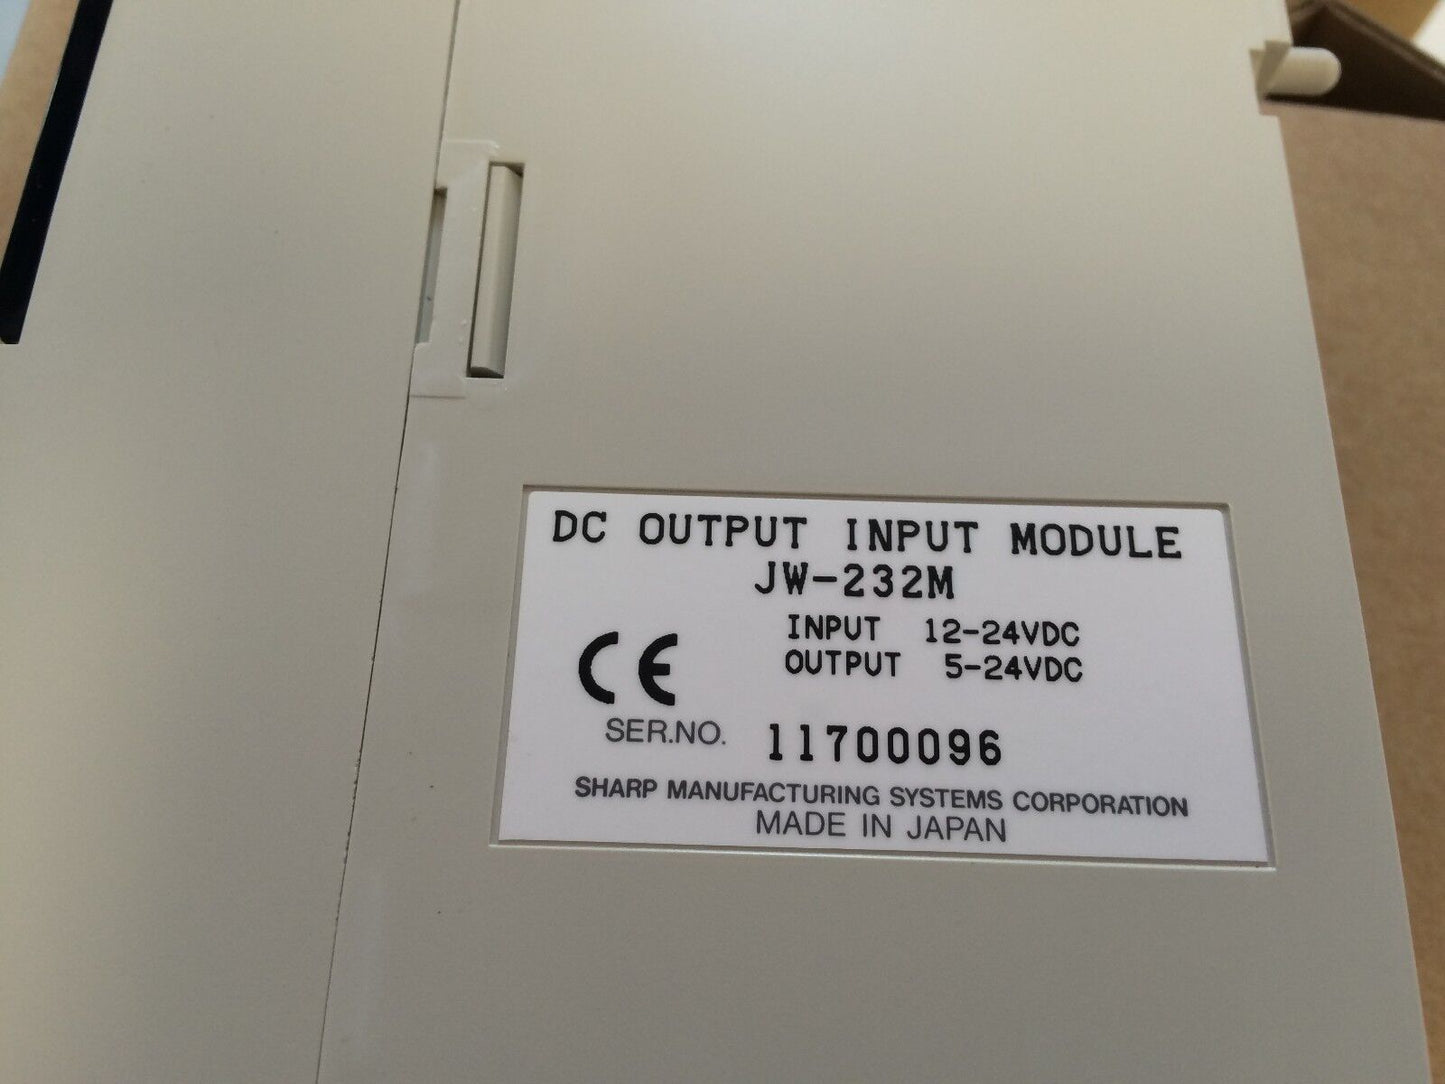 DC OUTPUT INPUT MODULE
JW-232M
INPUT 12-24VDC
OUTPUT 5-24VDC
CE
SER.NO. 11700096
SHARP MANUFACTURING SYSTEMS CORPORATION
MADE IN JAPAN